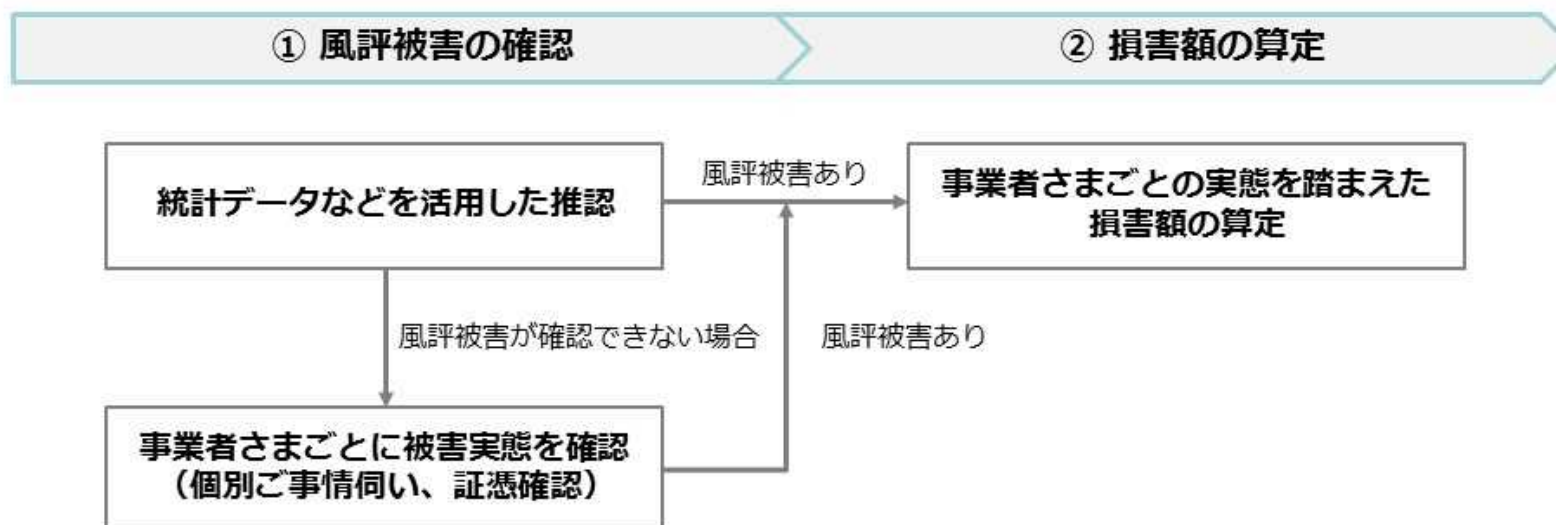 ① 風評被害の確認
② 損害額の算定
統計データなどを活用した推認
風評被害あり
事業者さまごとの実態を踏まえた
損害額の算定
風評被害が確認できない場合
風評被害あり
事業者さまごとに被害実態を確認
（個別ご事情伺い、証憑確認）